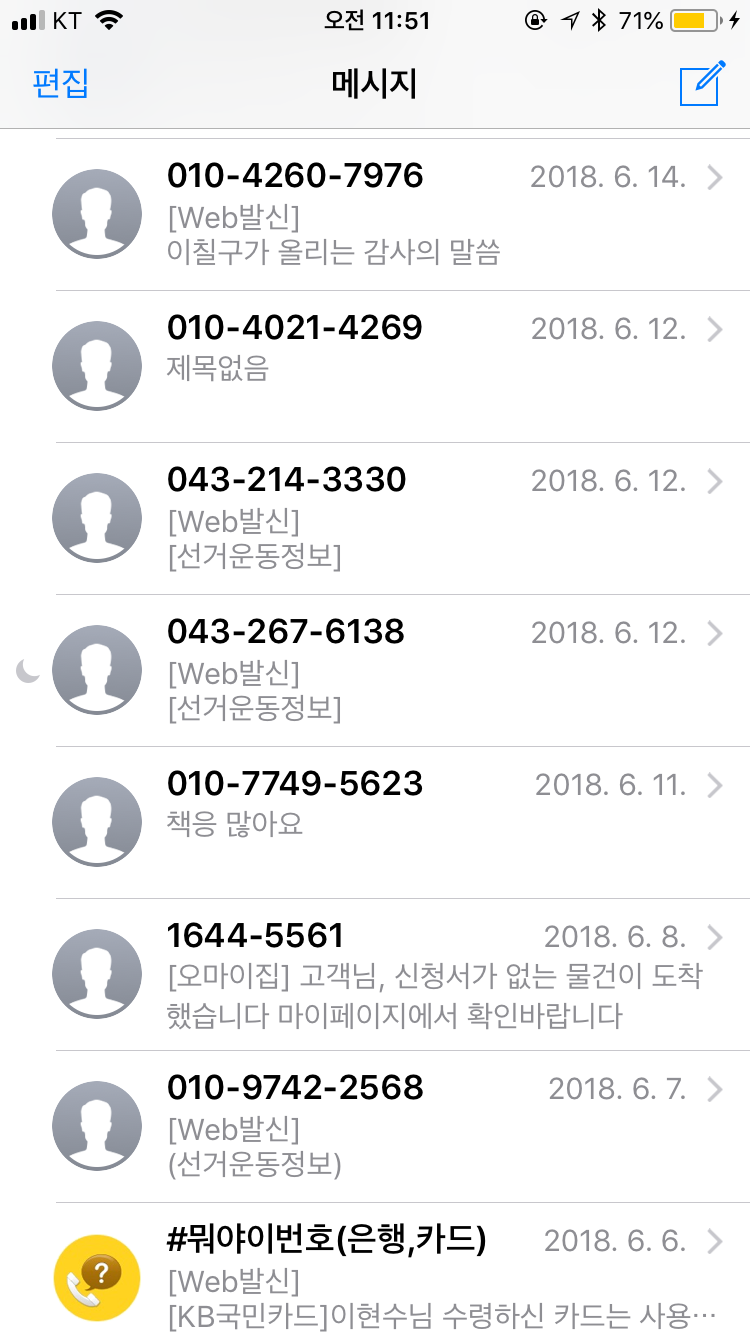 KT 오전 11:51 71%
편집 메시지
010-4260-7976 2018. 6. 14.
[Web발신]
이칠구가 올리는 감사의 말씀
010-4021-4269 2018. 6. 12.
제목없음
043-214-3330 2018. 6. 12.
[Web발신]
[선거운동정보]
043-267-6138 2018. 6. 12.
[Web발신]
[선거운동정보]
010-7749-5623 2018. 6. 11.
책응 많아요
1644-5561 2018. 6. 8.
[오마이집] 고객님, 신청서가 없는 물건이 도착
했습니다 마이페이지에서 확인바랍니다
010-9742-2568 2018. 6. 7.
[Web발신]
(선거운동정보)
#뭐야이번호(은행,카드) 2018. 6. 6.
[Web발신]
[KB국민카드]이현수님 수령하신 카드는 사용…